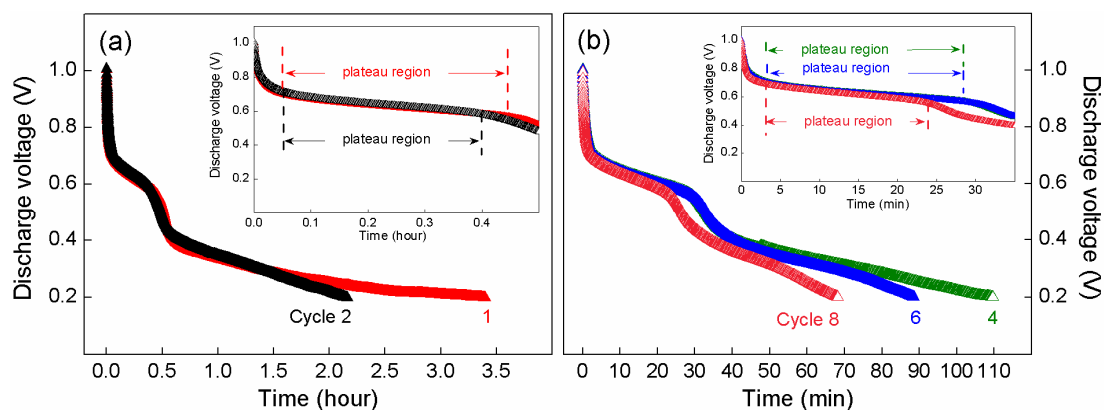 (a)
Discharge voltage (V)
1.0
0.8
0.6
0.4
0.2
0.0 0.5 1.0 1.5 2.0 2.5 3.0 3.5
Time (hour)
Cycle 2
1
Discharge voltage (V)
1.0
0.8
0.6
0.4
0.2
plateau region
plateau region
0.0 0.1 0.2 0.3 0.4
Time (hour)
(b)
Discharge voltage (V)
1.0
0.8
0.6
0.4
0.2
plateau region
plateau region
plateau region
0 10 20 30
Time (min)
Cycle 8
6
4
0 10 20 30 40 50 60 70 80 90 100 110
Time (min)
1.0
0.8
0.6
0.4
0.2
Discharge voltage (V)